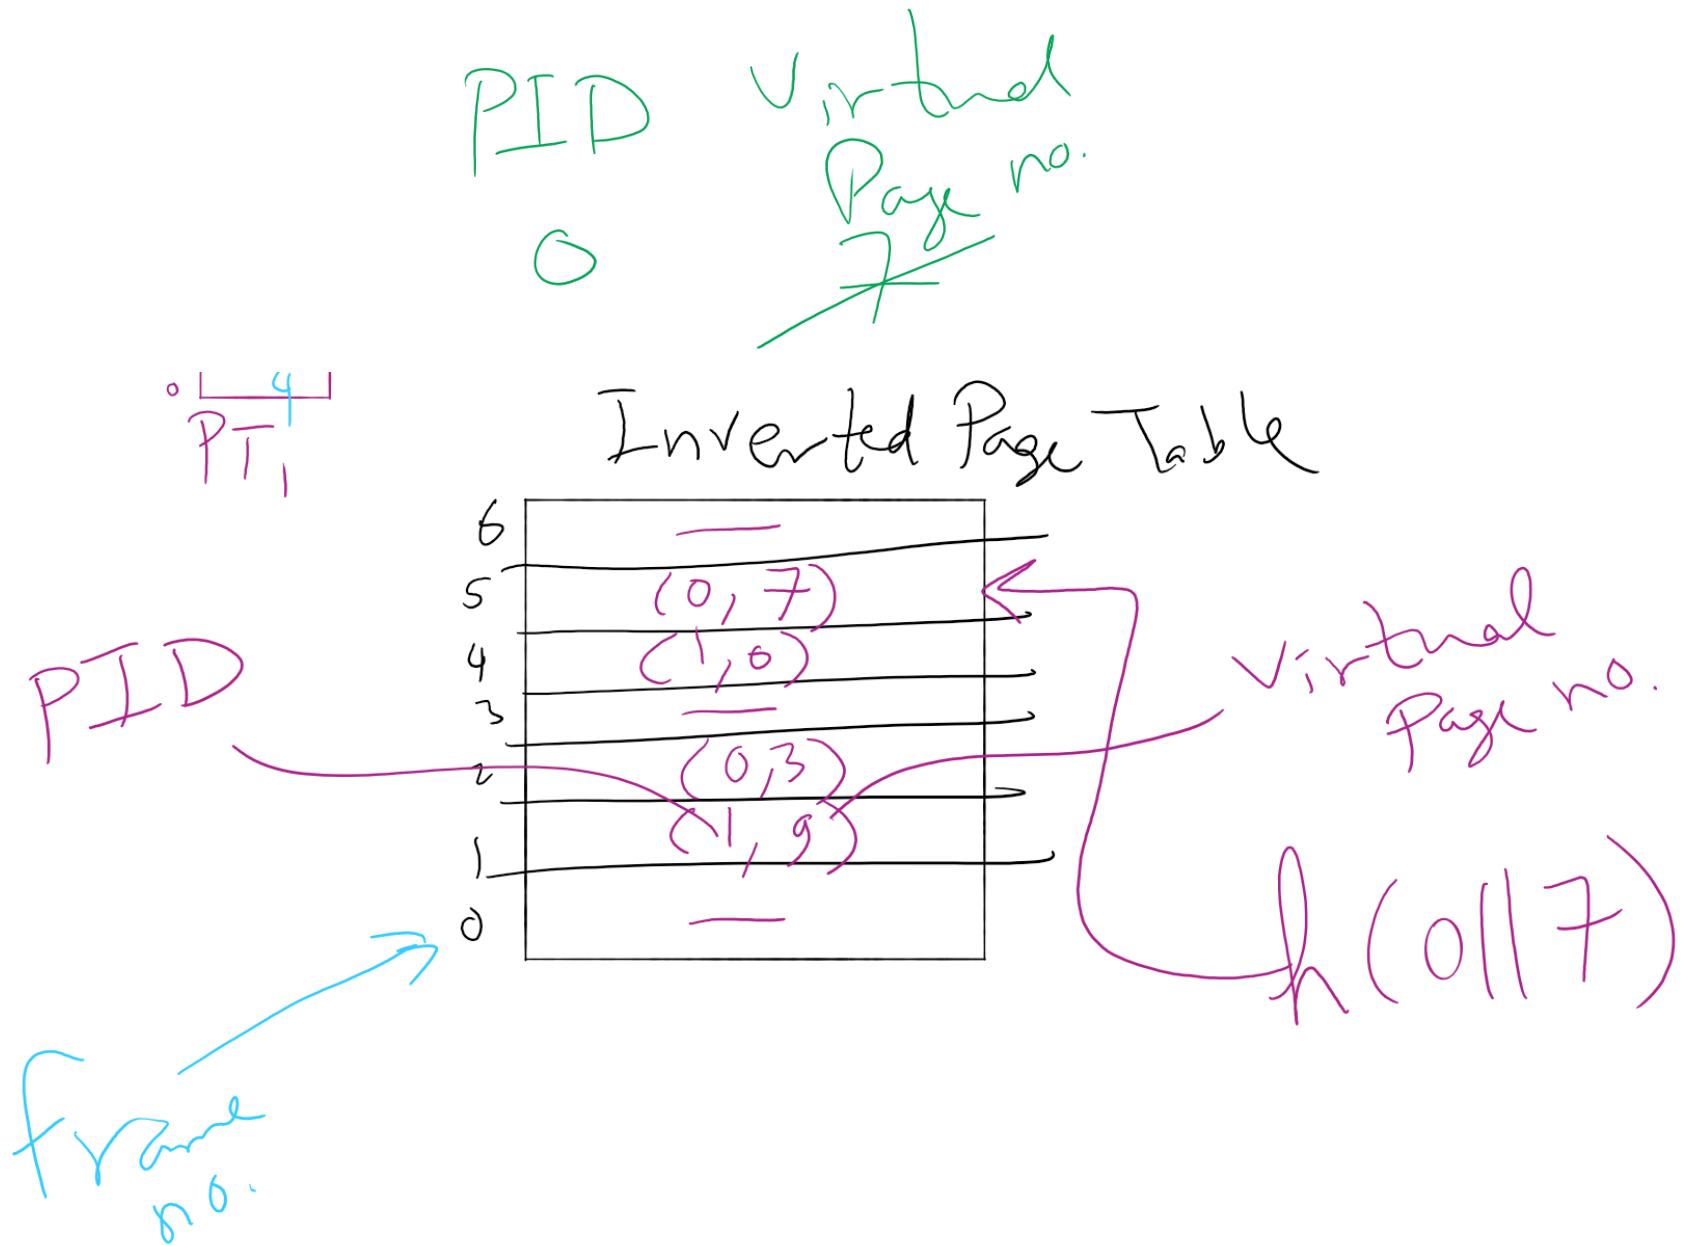 PID Virtual
Page no.
0 7
0 4
PT1
Inverted Page Table
6 —
5 (0, 7)
4 (1, 0)
3 —
2 (0,3)
1 (1, 9)
0 —
PID
Virtual
Page no.
h(0||7)
Frame
no.